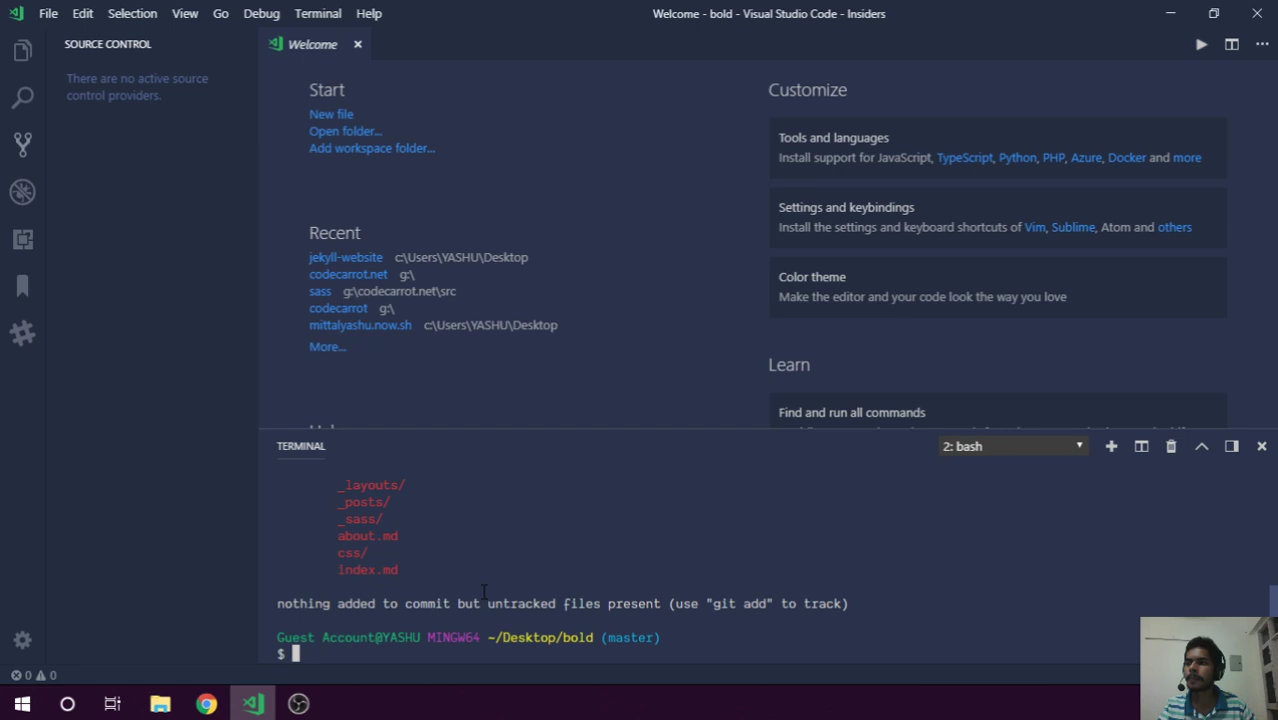 File Edit Selection View Go Debug Terminal Help
Welcome - bold - Visual Studio Code - Insiders
SOURCE CONTROL
There are no active source
control providers.
Welcome
Start
New file
Open folder...
Add workspace folder...
Recent
jekyll-website c:\Users\YASHU\Desktop
codecarrot.net g:\
sass g:\codecarrot.net\src
codecarrot g:\
mittalyashu.now.sh c:\Users\YASHU\Desktop
More...
Customize
Tools and languages
Install support for JavaScript, TypeScript, Python, PHP, Azure, Docker and more
Settings and keybindings
Install the settings and keyboard shortcuts of Vim, Sublime, Atom and others
Color theme
Make the editor and your code look the way you love
Learn
Find and run all commands
TERMINAL
2: bash
_layouts/
_posts/
_sass/
about.md
css/
index.md
nothing added to commit but untracked files present (use "git add" to track)
Guest Account@YASHU MINGW64 ~/Desktop/bold (master)
$
0 0